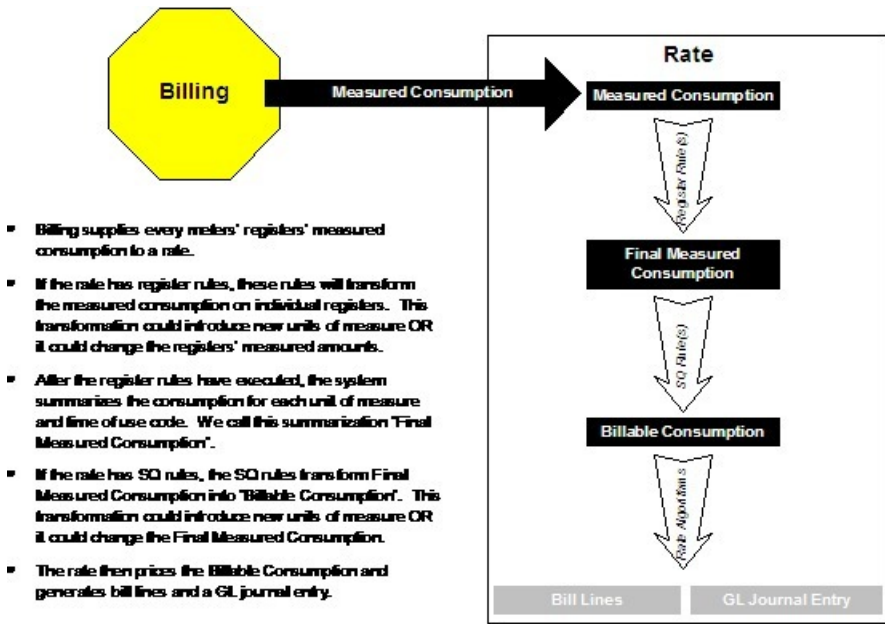 Rate
Billing
Measured Consumption
Measured Consumption
Register Rule(s)
Final Measured
Consumption
SQ Rule(s)
Billable Consumption
Rate Algorithms
Bill Lines
GL Journal Entry
Billing supplies every meters' registers' measured
consumption to a rate.
If the rate has register rules, these rules will transform
the measured consumption on individual registers. This
transformation could introduce new units of measure OR
it could change the registers' measured amounts.
After the register rules have executed, the system
summarizes the consumption for each unit of measure
and time of use code. We call this summarization "Final
Measured Consumption".
If the rate has SQ rules, the SQ rules transform Final
Measured Consumption into "Billable Consumption". This
transformation could introduce new units of measure OR
it could change the Final Measured Consumption.
The rate then prices the Billable Consumption and
generates bill lines and a GL journal entry.